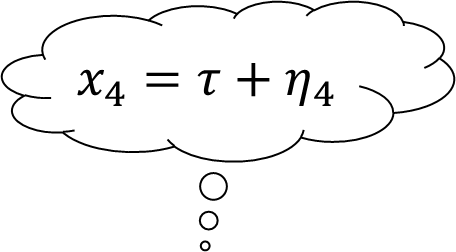 x₄ = τ + η₄